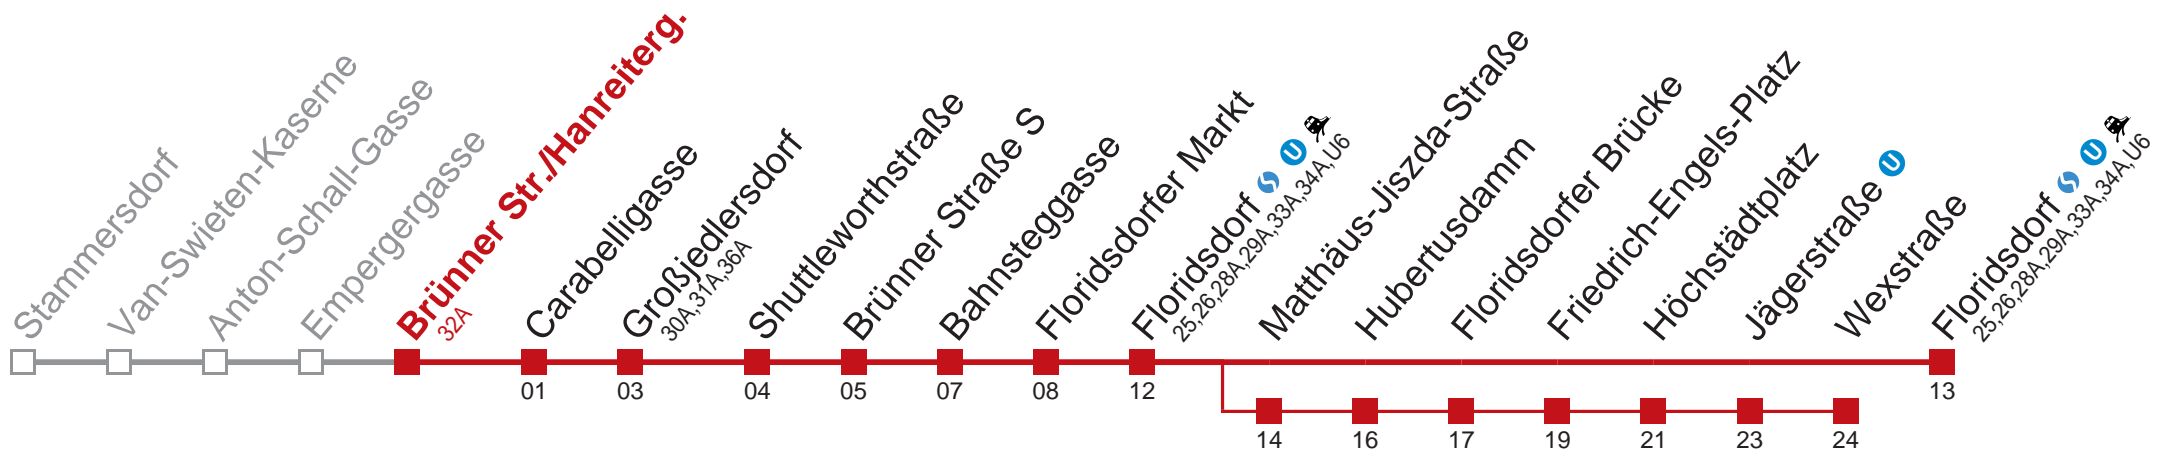 Stammersdorf
Van-Swieten-Kaserne
Anton-Schall-Gasse
Empergergasse
Brünner Str./Hanreiterg.
32A
Carabelligasse
Großjedlersdorf
30A,31A,36A
Shuttleworthstraße
Brünner Straße S
Bahnsteggasse
Floridsdorfer Markt
Floridsdorf S U
25,26,28A,29A,33A,34A,U6
Matthäus-Jiszda-Straße
Hubertusdamm
Floridsdorfer Brücke
Friedrich-Engels-Platz
Höchstädtplatz
Jägerstraße U
Wexstraße
Floridsdorf S U
25,26,28A,29A,33A,34A,U6
01 03 04 05 07 08 12 13
14 16 17 19 21 23 24